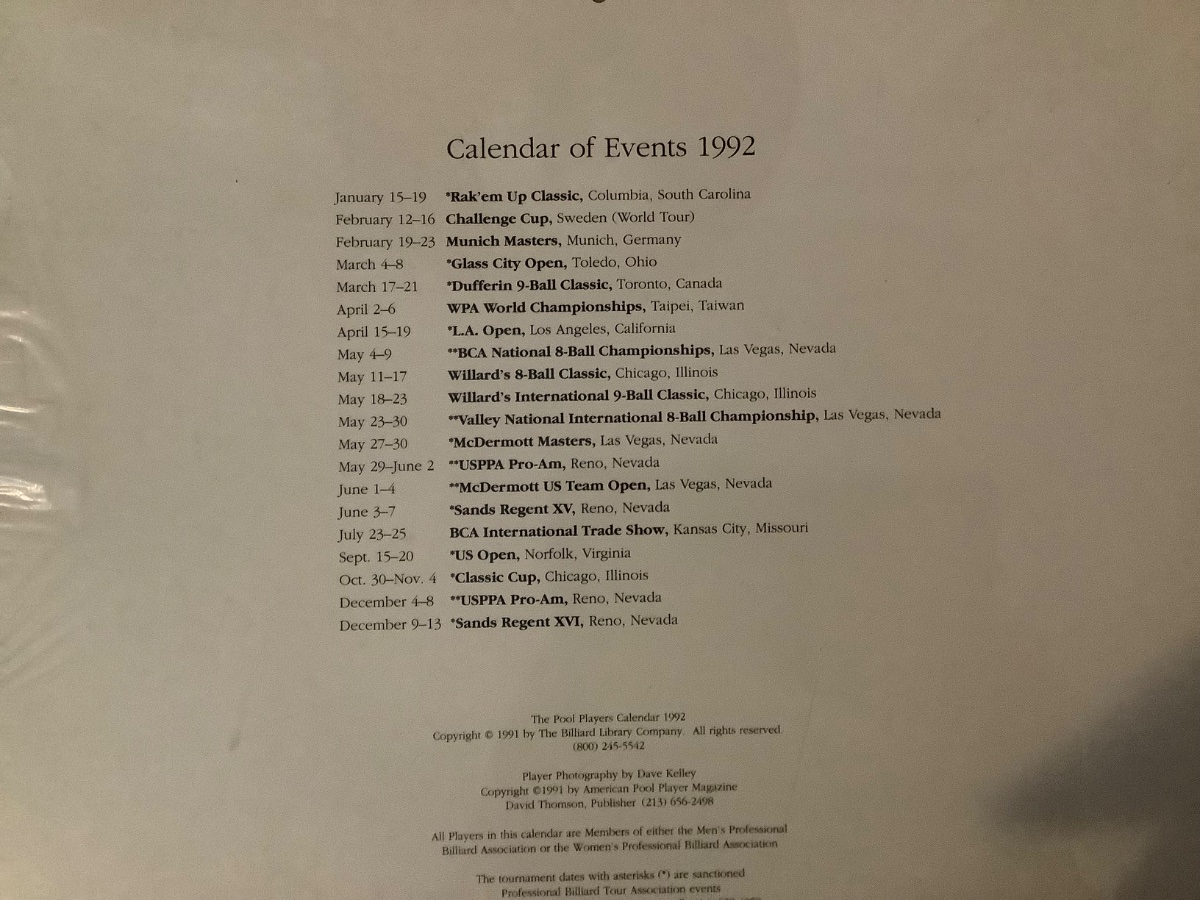 Calendar of Events 1992
January 15–19 *Rak'em Up Classic, Columbia, South Carolina
February 12–16 Challenge Cup, Sweden (World Tour)
February 19–23 Munich Masters, Munich, Germany
March 4–8 *Glass City Open, Toledo, Ohio
March 17–21 *Dufferin 9-Ball Classic, Toronto, Canada
April 2–6 WPA World Championships, Taipei, Taiwan
April 15–19 *L.A. Open, Los Angeles, California
May 4–9 **BCA National 8-Ball Championships, Las Vegas, Nevada
May 11–17 Willard's 8-Ball Classic, Chicago, Illinois
May 18–23 Willard's International 9-Ball Classic, Chicago, Illinois
May 23–30 **Valley National International 8-Ball Championship, Las Vegas, Nevada
May 27–30 *McDermott Masters, Las Vegas, Nevada
May 29–June 2 **USPPA Pro-Am, Reno, Nevada
June 1–4 **McDermott US Team Open, Las Vegas, Nevada
June 3–7 *Sands Regent XV, Reno, Nevada
July 23–25 BCA International Trade Show, Kansas City, Missouri
Sept. 15–20 *US Open, Norfolk, Virginia
Oct. 30–Nov. 4 *Classic Cup, Chicago, Illinois
December 4–8 **USPPA Pro-Am, Reno, Nevada
December 9–13 *Sands Regent XVI, Reno, Nevada
The Pool Players Calendar 1992
Copyright © 1991 by The Billiard Library Company. All rights reserved.
(800) 245-5542
Player Photography by Dave Kelley
Copyright ©1991 by American Pool Player Magazine
David Thomson, Publisher (213) 656-2498
All Players in this calendar are Members of either the Men's Professional
Billiard Association or the Women's Professional Billiard Association
The tournament dates with asterisks (*) are sanctioned
Professional Billiard Tour Association events